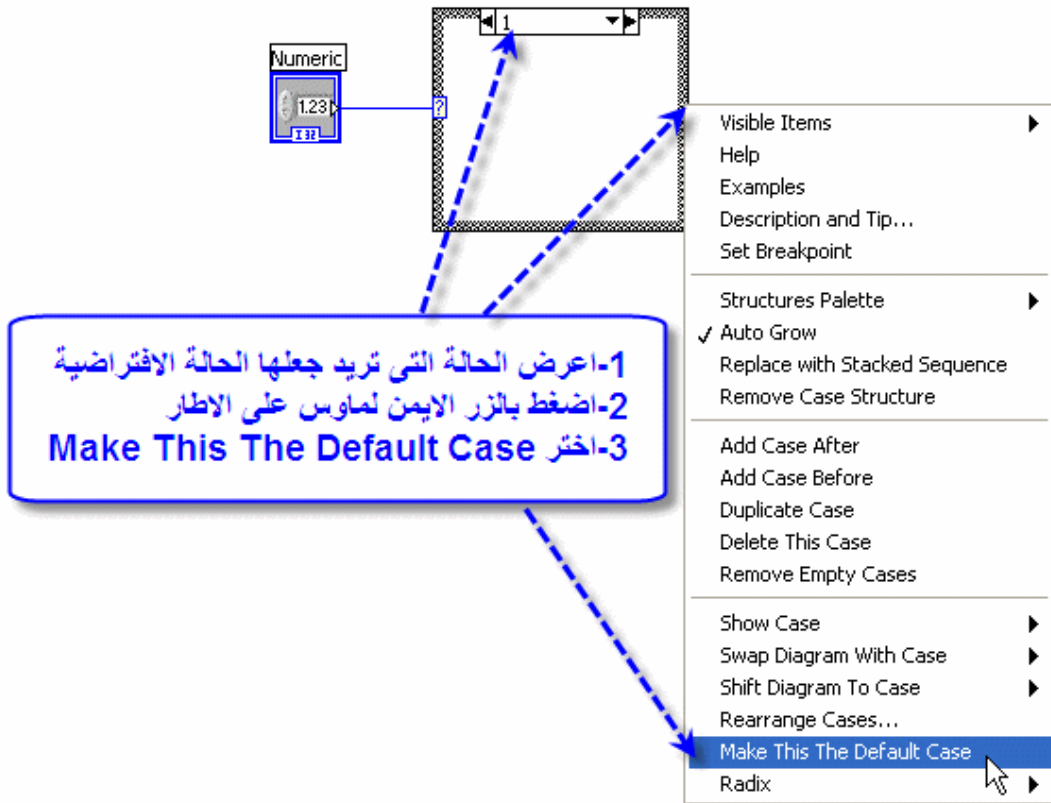 1
Numeric
1.23
I32
?
Visible Items
Help
Examples
Description and Tip...
Set Breakpoint
Structures Palette
Auto Grow
Replace with Stacked Sequence
Remove Case Structure
1-اعرض الحالة التى تريد جعلها الحالة الافتراضية
2-اضغط بالزر الايمن لماوس على الاطار
3-اختر Make This The Default Case
Add Case After
Add Case Before
Duplicate Case
Delete This Case
Remove Empty Cases
Show Case
Swap Diagram With Case
Shift Diagram To Case
Rearrange Cases...
Make This The Default Case
Radix